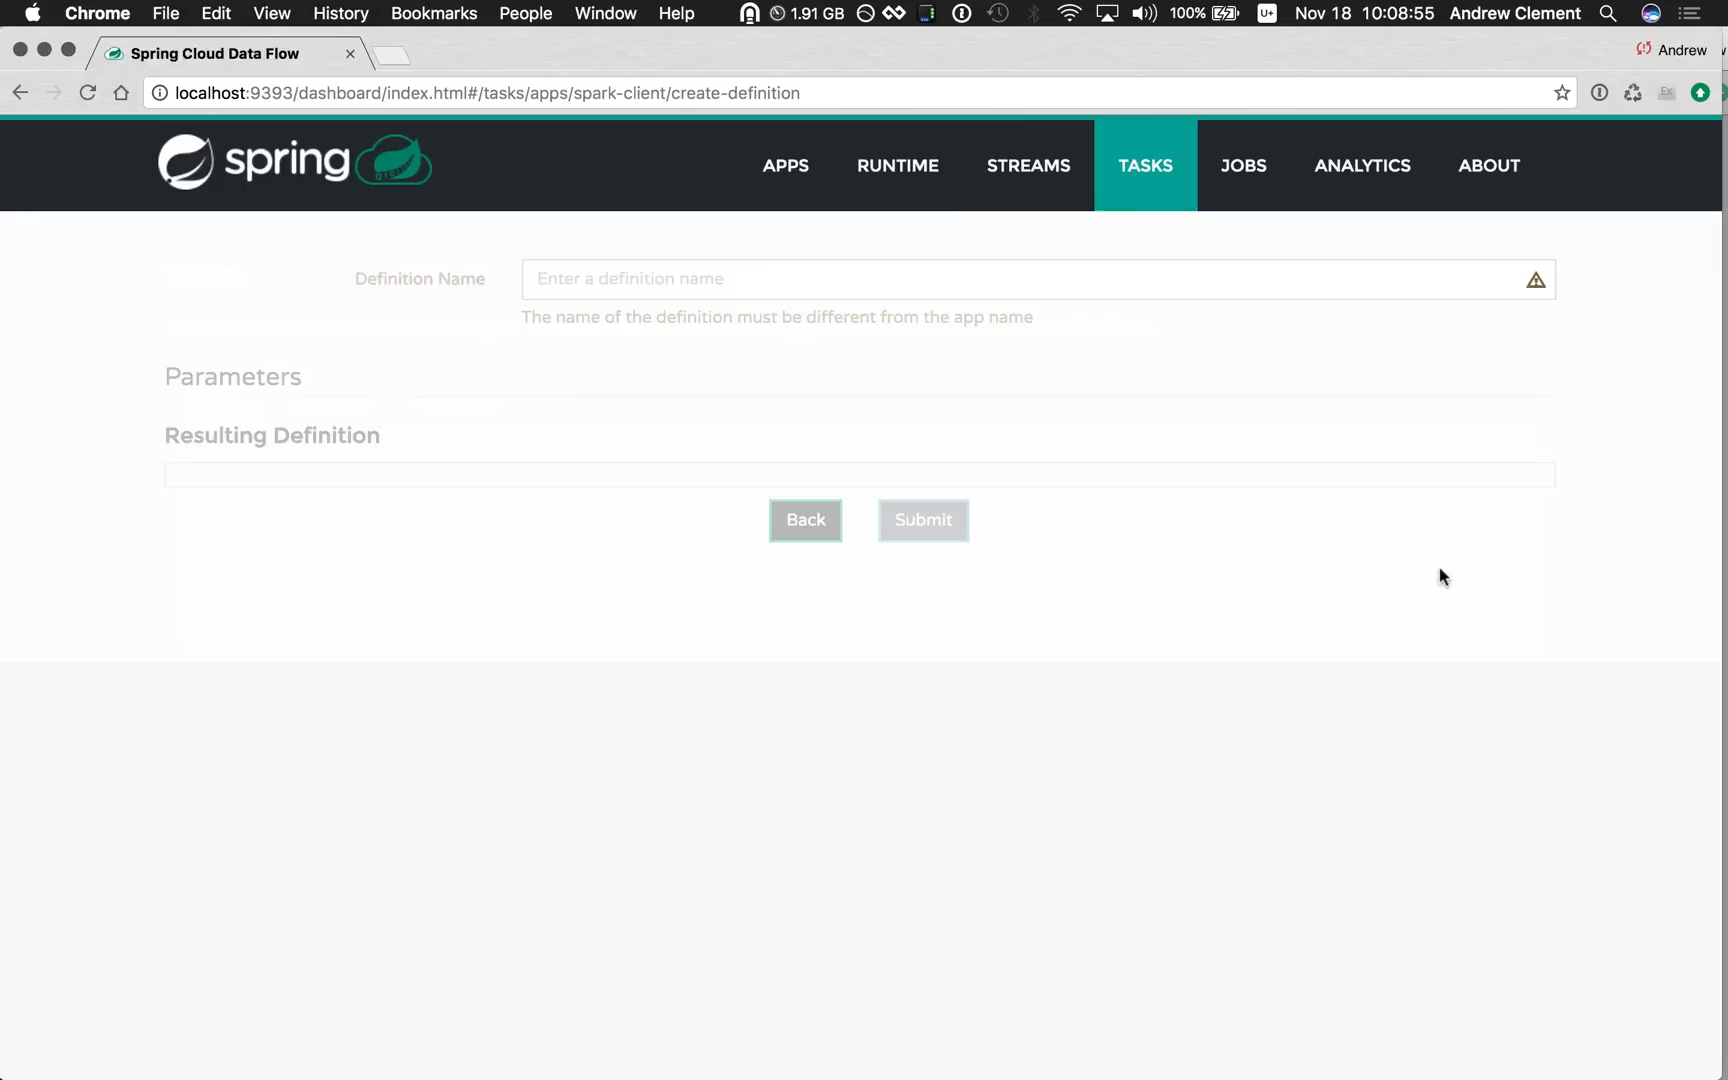 Chrome File Edit View History Bookmarks People Window Help 1.91 GB 100% U+ Nov 18 10:08:55 Andrew Clement
Spring Cloud Data Flow Andrew
localhost:9393/dashboard/index.html#/tasks/apps/spark-client/create-definition Ex
spring APPS RUNTIME STREAMS TASKS JOBS ANALYTICS ABOUT
Definition Name Enter a definition name
The name of the definition must be different from the app name
Parameters
Resulting Definition
Back Submit